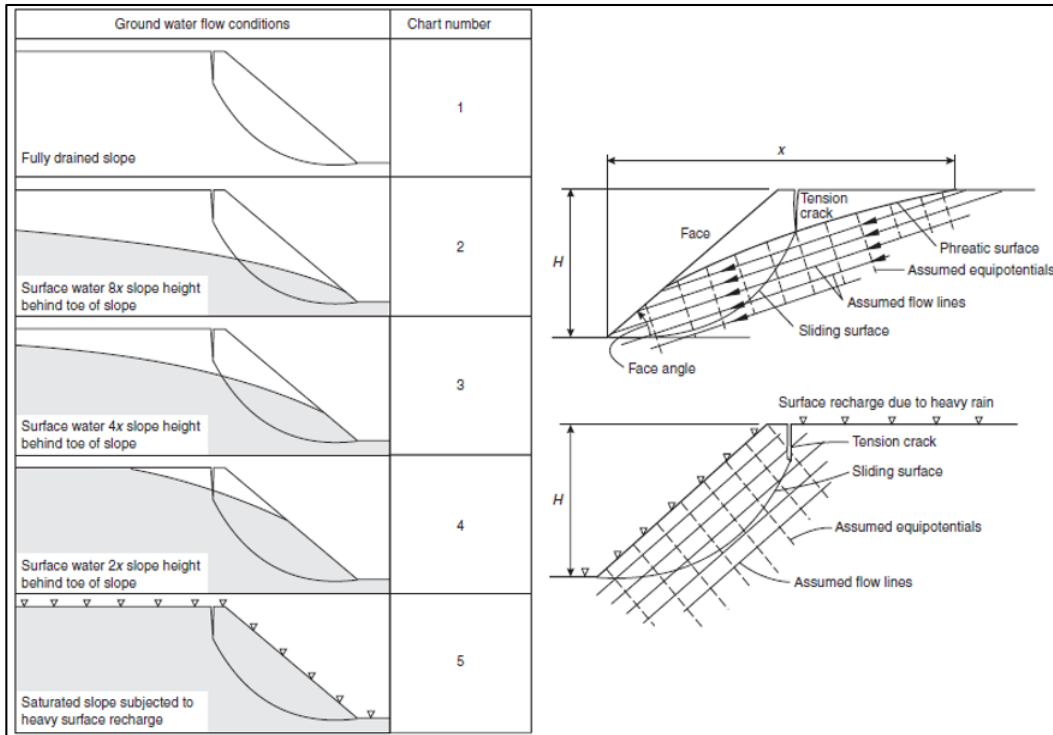 Ground water flow conditions
Chart number
Fully drained slope
1
Surface water 8x slope height
behind toe of slope
2
Surface water 4x slope height
behind toe of slope
3
Surface water 2x slope height
behind toe of slope
4
Saturated slope subjected to
heavy surface recharge
5
x
H
Face
Tension
crack
Phreatic surface
Assumed equipotentials
Assumed flow lines
Sliding surface
Face angle
Surface recharge due to heavy rain
Tension crack
Sliding surface
H
Assumed equipotentials
Assumed flow lines